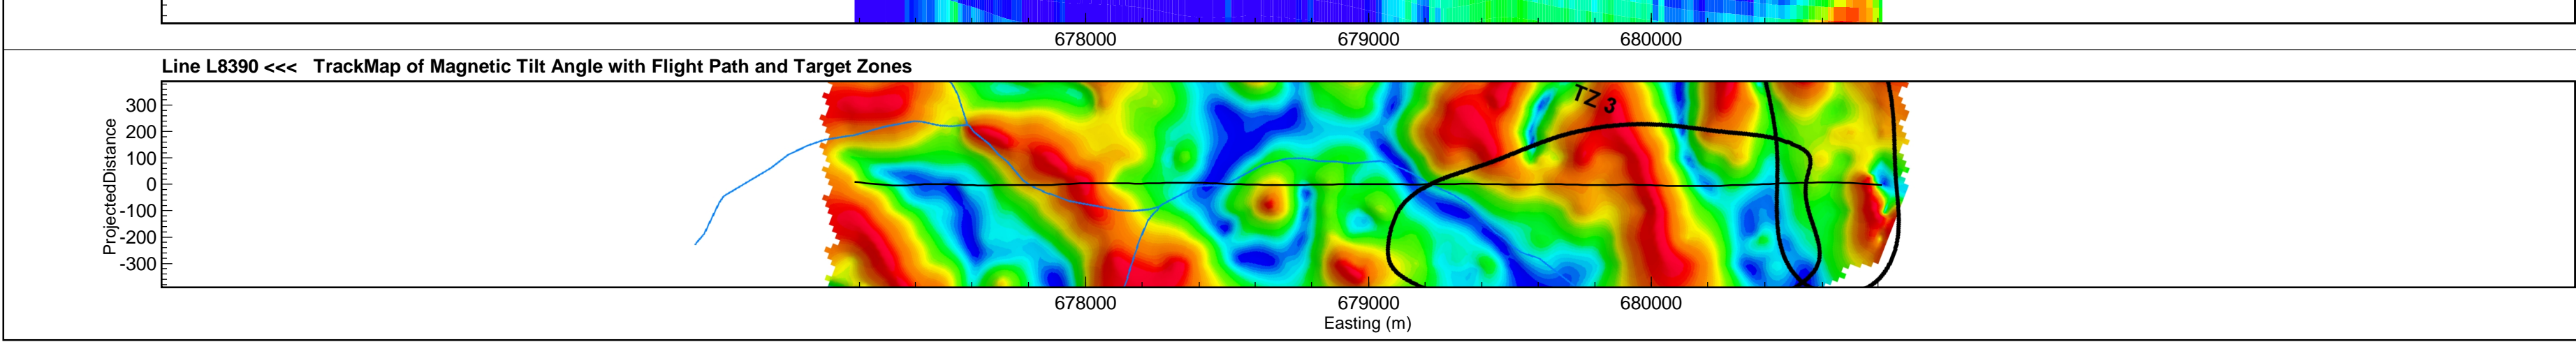 678000 679000 680000
Line L8390 <<< TrackMap of Magnetic Tilt Angle with Flight Path and Target Zones
TZ 3
300
200
100
0
-100
-200
-300
ProjectedDistance
678000 679000 680000
Easting (m)